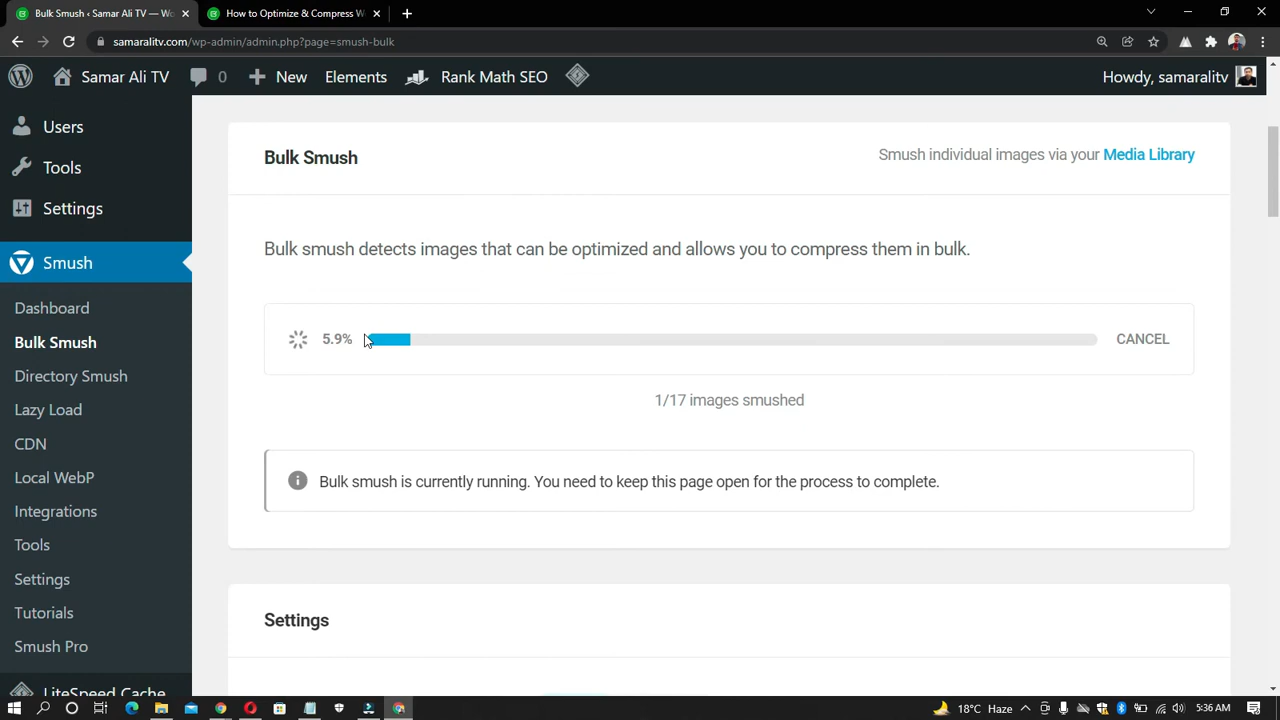 Bulk Smush ‹ Samar Ali TV — Wo
How to Optimize & Compress W
samaralitv.com/wp-admin/admin.php?page=smush-bulk
Samar Ali TV
0
New
Elements
Rank Math SEO
Howdy, samaralitv
Users
Tools
Settings
Smush
Dashboard
Bulk Smush
Directory Smush
Lazy Load
CDN
Local WebP
Integrations
Tools
Settings
Tutorials
Smush Pro
LiteSpeed Cache
Bulk Smush
Smush individual images via your Media Library
Bulk smush detects images that can be optimized and allows you to compress them in bulk.
5.9%
CANCEL
1/17 images smushed
Bulk smush is currently running. You need to keep this page open for the process to complete.
Settings
18°C Haze
5:36 AM